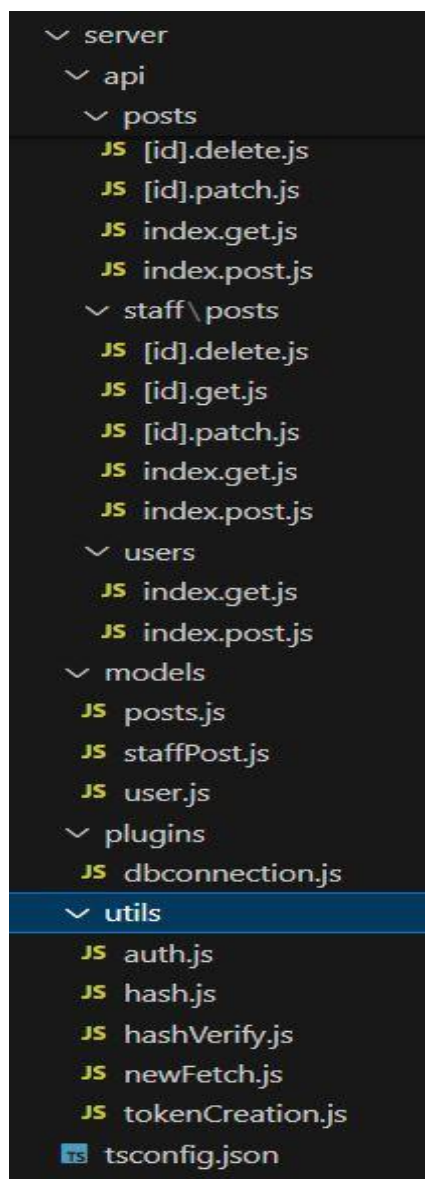 server
api
posts
JS [id].delete.js
JS [id].patch.js
JS index.get.js
JS index.post.js
staff\posts
JS [id].delete.js
JS [id].get.js
JS [id].patch.js
JS index.get.js
JS index.post.js
users
JS index.get.js
JS index.post.js
models
JS posts.js
JS staffPost.js
JS user.js
plugins
JS dbconnection.js
utils
JS auth.js
JS hash.js
JS hashVerify.js
JS newFetch.js
JS tokenCreation.js
TS tsconfig.json